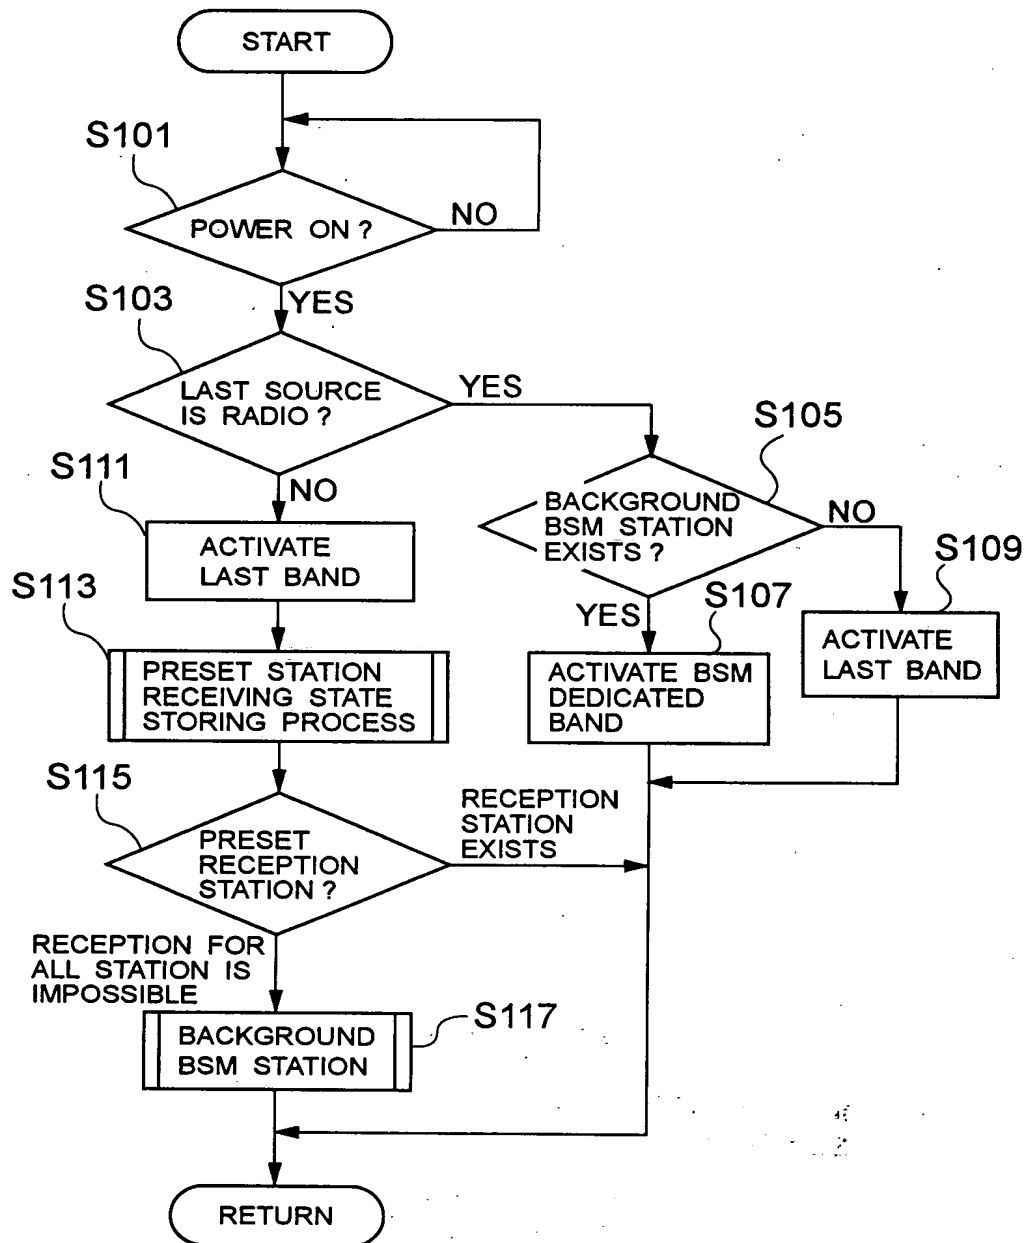 START
S101
POWER ON ?
NO
YES
S103
LAST SOURCE
IS RADIO ?
YES
NO
S105
BACKGROUND
BSM STATION
EXISTS ?
NO
YES
S111
ACTIVATE
LAST BAND
S107
ACTIVATE BSM
DEDICATED
BAND
S109
ACTIVATE
LAST BAND
S113
PRESET STATION
RECEIVING STATE
STORING PROCESS
S115
PRESET
RECEPTION
STATION ?
RECEPTION
STATION
EXISTS
RECEPTION FOR
ALL STATION IS
IMPOSSIBLE
S117
BACKGROUND
BSM STATION
RETURN